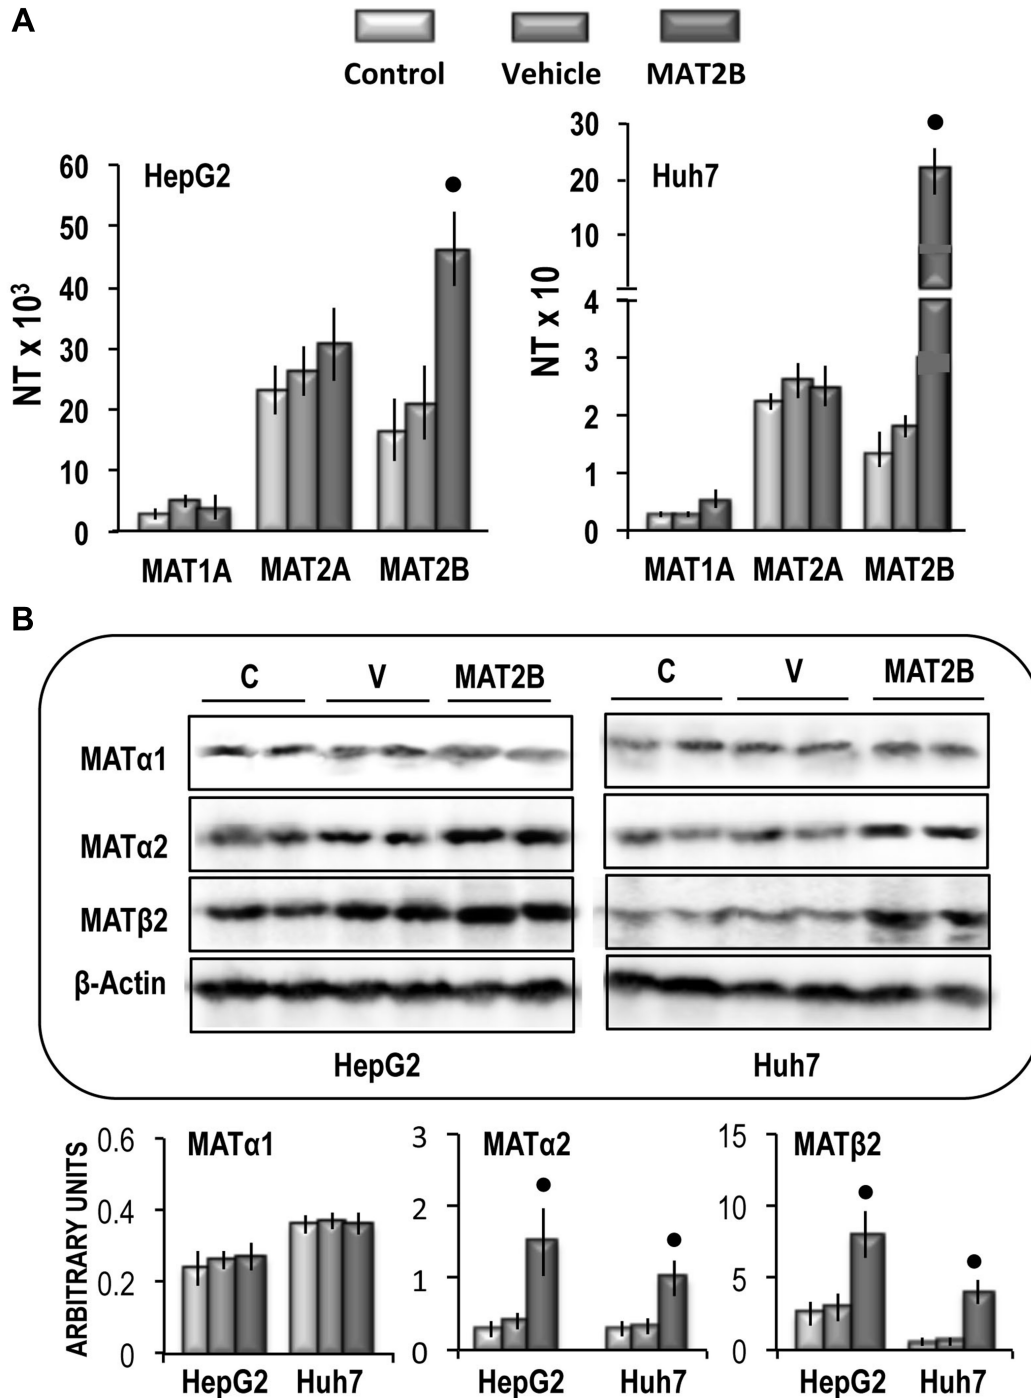 A
Control Vehicle MAT2B
HepG2
NT x 10³
60
50
40
30
20
10
0
MAT1A MAT2A MAT2B
Huh7
NT x 10
30
20
10
4
3
2
1
0
MAT1A MAT2A MAT2B
B
C V MAT2B C V MAT2B
MATα1
MATα2
MATβ2
β-Actin
HepG2 Huh7
ARBITRARY UNITS
MATα1
0.6
0.4
0.2
0
HepG2 Huh7
MATα2
3
2
1
0
HepG2 Huh7
MATβ2
15
10
5
0
HepG2 Huh7